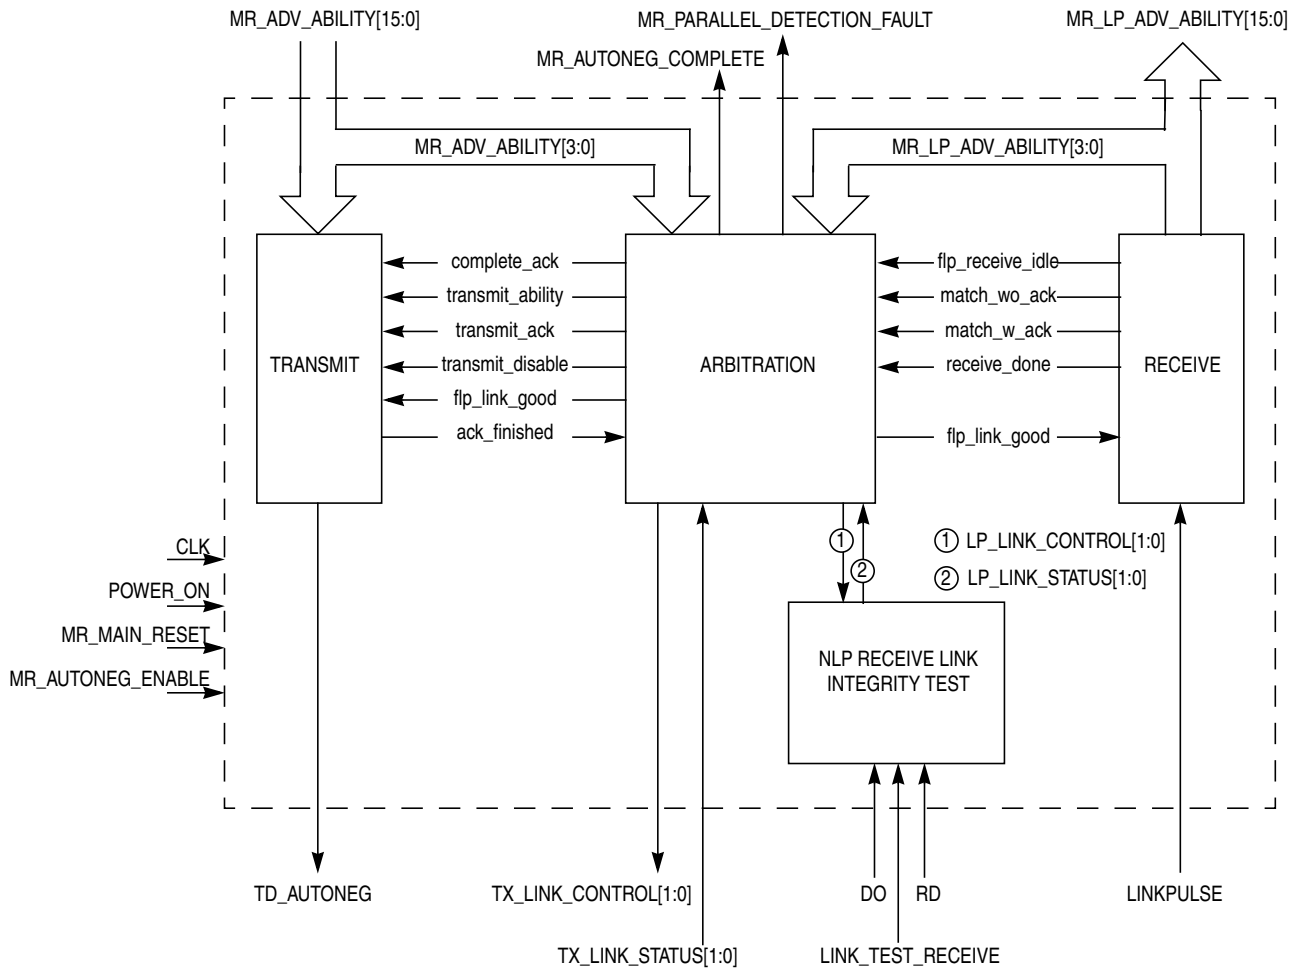 MR_ADV_ABILITY[15:0]
MR_PARALLEL_DETECTION_FAULT
MR_LP_ADV_ABILITY[15:0]
MR_AUTONEG_COMPLETE
MR_ADV_ABILITY[3:0]
MR_LP_ADV_ABILITY[3:0]
complete_ack
flp_receive_idle
transmit_ability
match_wo_ack
transmit_ack
match_w_ack
TRANSMIT
transmit_disable
ARBITRATION
receive_done
RECEIVE
flp_link_good
ack_finished
flp_link_good
1
1 LP_LINK_CONTROL[1:0]
2
2 LP_LINK_STATUS[1:0]
CLK
POWER_ON
MR_MAIN_RESET
MR_AUTONEG_ENABLE
NLP RECEIVE LINK
INTEGRITY TEST
TD_AUTONEG
TX_LINK_CONTROL[1:0]
DO
RD
LINKPULSE
TX_LINK_STATUS[1:0]
LINK_TEST_RECEIVE